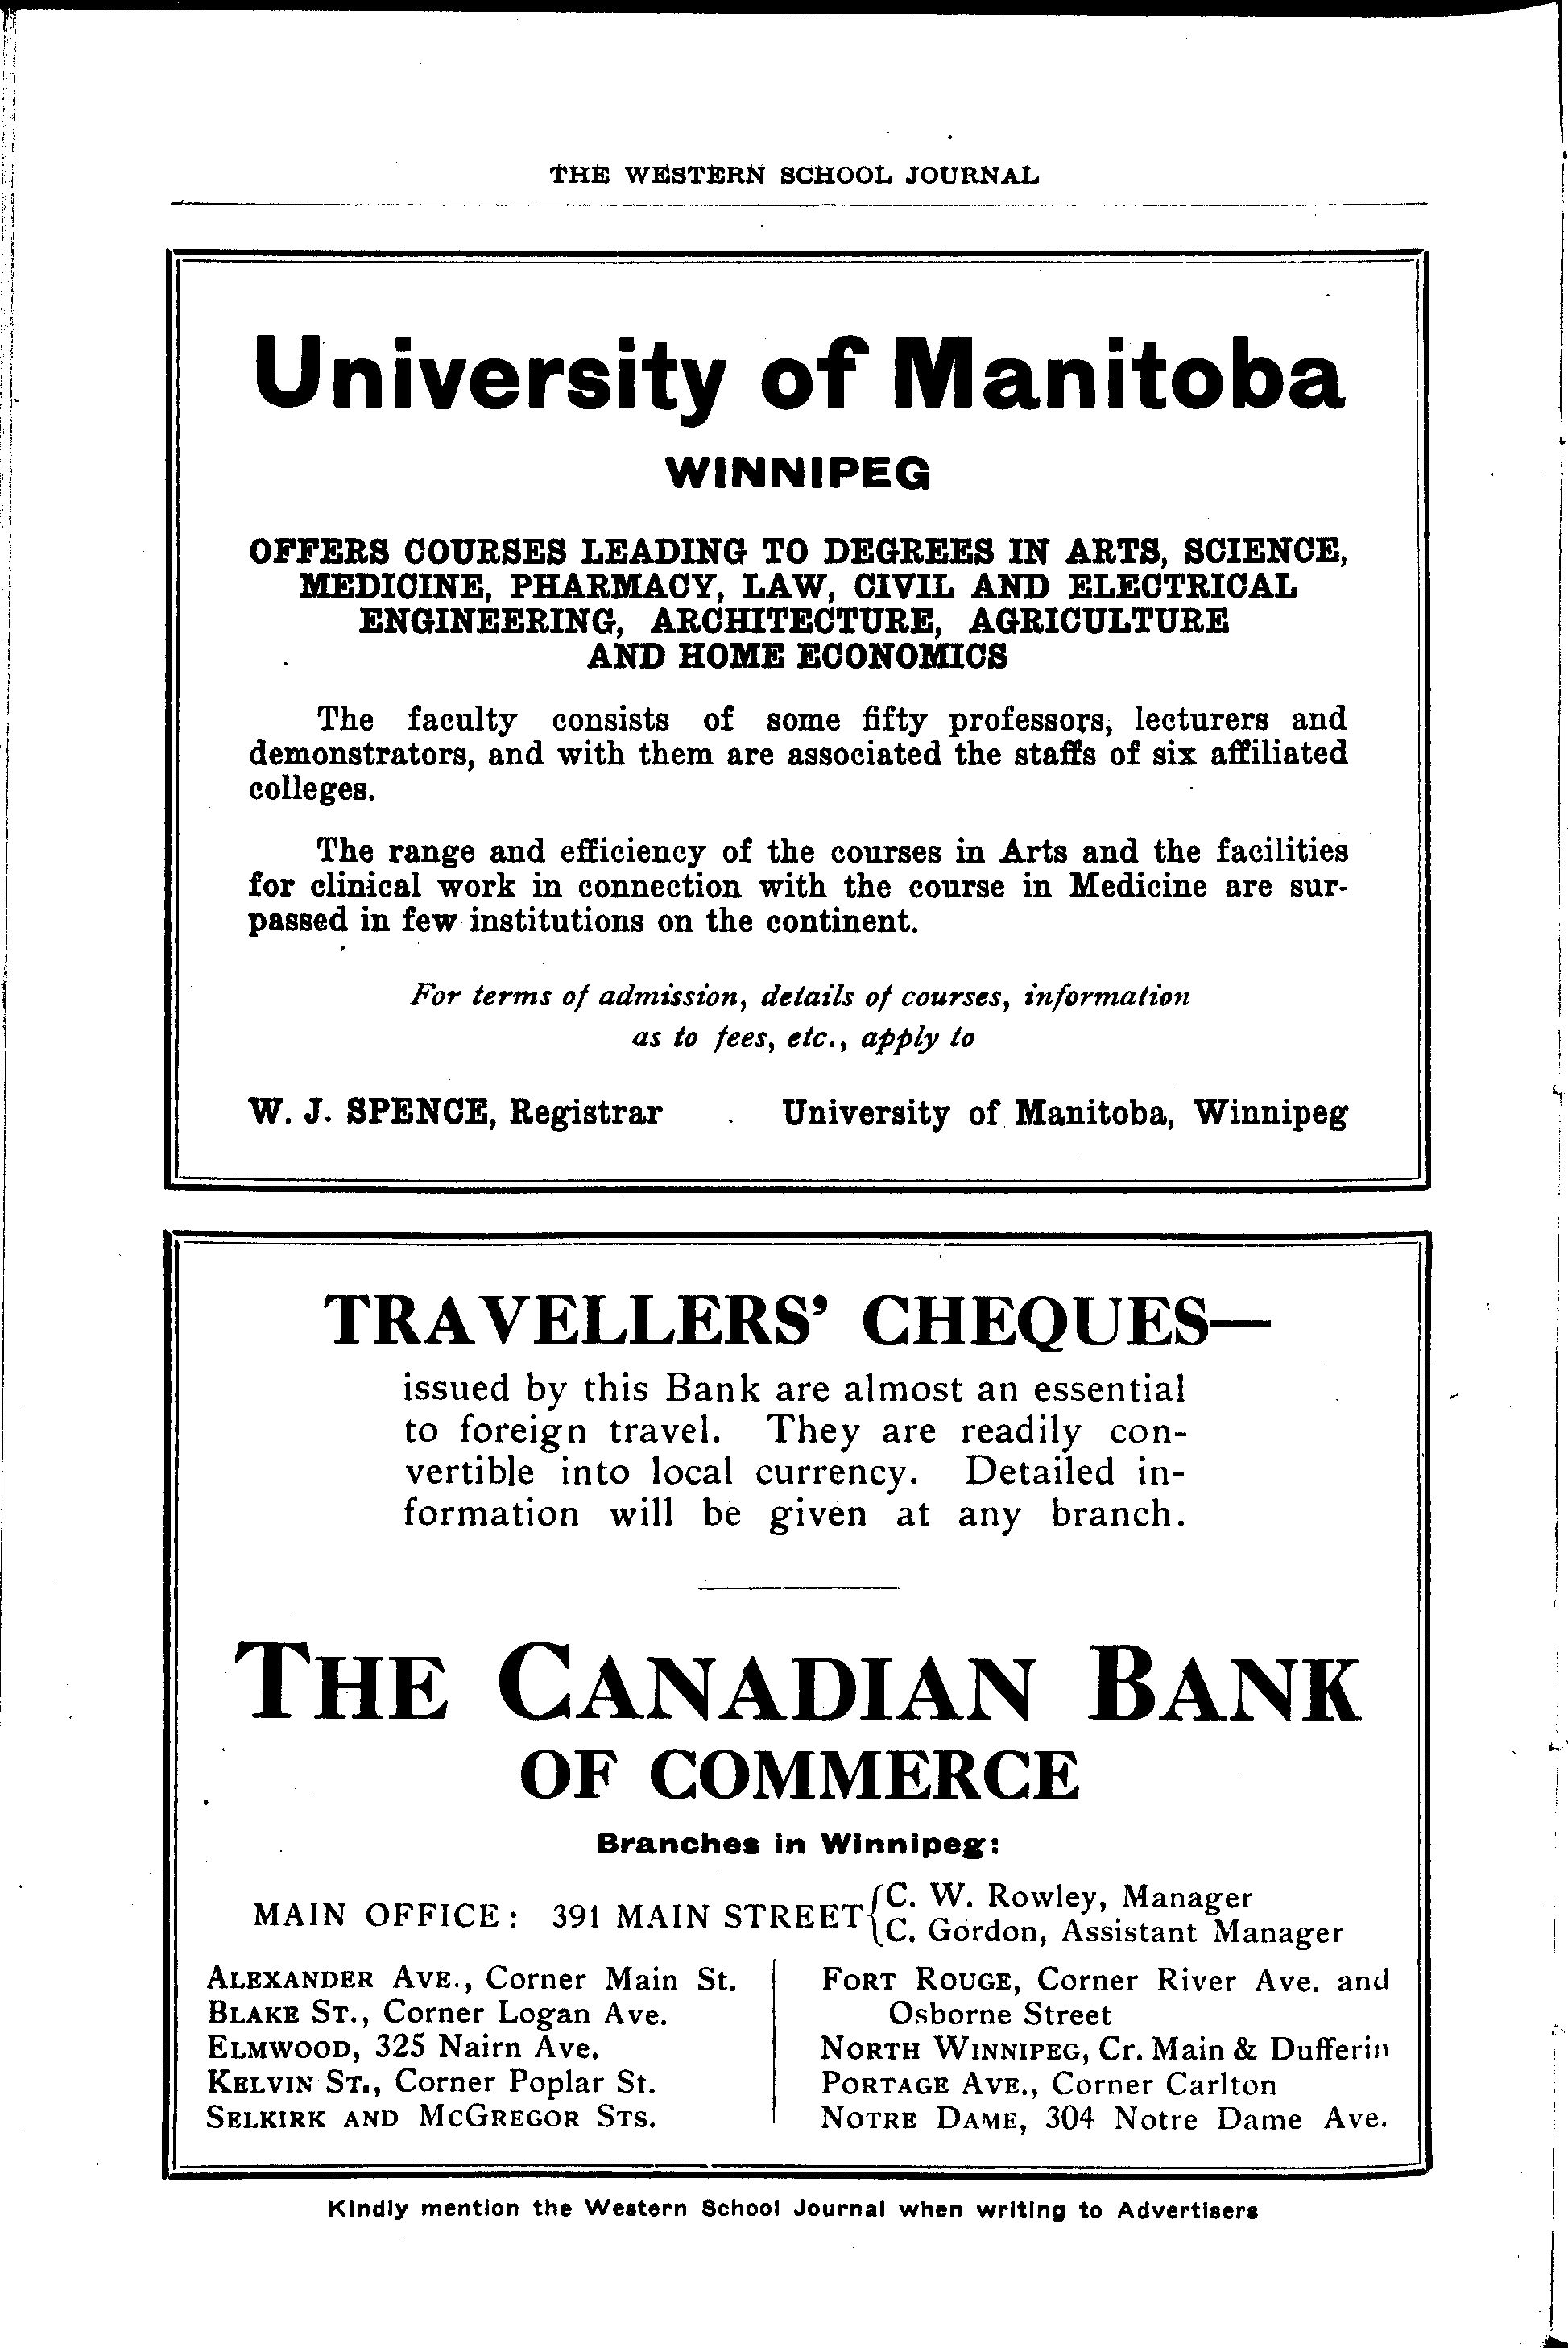 THE WESTERN SCHOOL JOURNAL
University of Manitoba
WINNIPEG
OFFERS COURSES LEADING TO DEGREES IN ARTS, SCIENCE,
MEDICINE, PHARMACY, LAW, CIVIL AND ELECTRICAL
ENGINEERING, ARCHITECTURE, AGRICULTURE
AND HOME ECONOMICS
The faculty consists of some fifty professors, lecturers and
demonstrators, and with them are associated the staffs of six affiliated
colleges.
The range and efficiency of the courses in Arts and the facilities
for clinical work in connection with the course in Medicine are sur-
passed in few institutions on the continent.
For terms of admission, details of courses, information
as to fees, etc., apply to
W. J. SPENCE, Registrar University of Manitoba, Winnipeg
TRAVELLERS' CHEQUES—
issued by this Bank are almost an essential
to foreign travel. They are readily con-
vertible into local currency. Detailed in-
formation will be given at any branch.
THE CANADIAN BANK
OF COMMERCE
Branches in Winnipeg:
MAIN OFFICE: 391 MAIN STREET
C. W. Rowley, Manager
C. Gordon, Assistant Manager
ALEXANDER AVE., Corner Main St.
BLAKE ST., Corner Logan Ave.
ELMWOOD, 325 Nairn Ave.
KELVIN ST., Corner Poplar St.
SELKIRK AND MCGREGOR STS.
FORT ROUGE, Corner River Ave. and
Osborne Street
NORTH WINNIPEG, Cr. Main & Dufferin
PORTAGE AVE., Corner Carlton
NOTRE DAME, 304 Notre Dame Ave.
Kindly mention the Western School Journal when writing to Advertisers